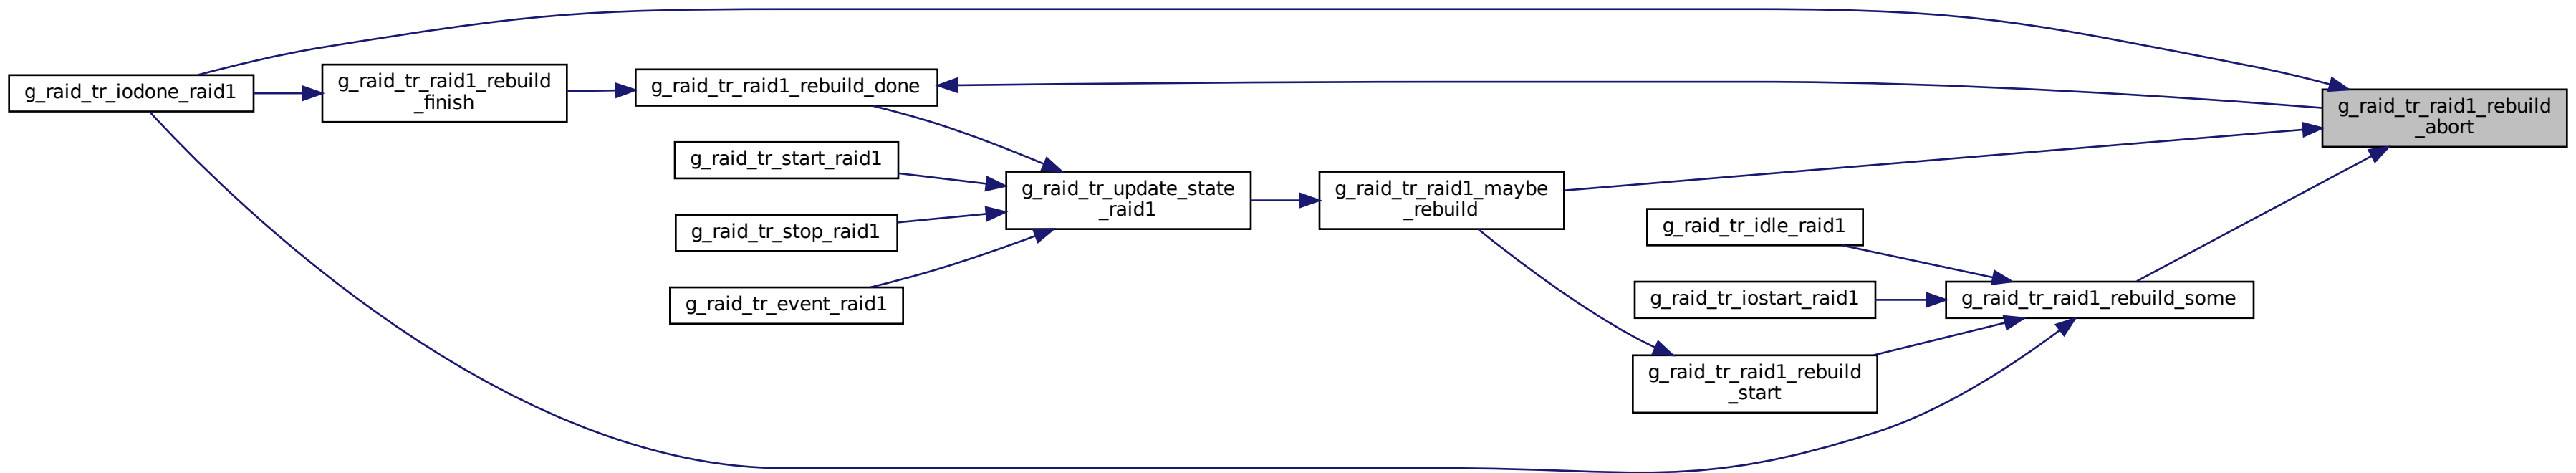 g_raid_tr_iodone_raid1
g_raid_tr_raid1_rebuild
_finish
g_raid_tr_raid1_rebuild_done
g_raid_tr_start_raid1
g_raid_tr_stop_raid1
g_raid_tr_event_raid1
g_raid_tr_update_state
_raid1
g_raid_tr_raid1_maybe
_rebuild
g_raid_tr_idle_raid1
g_raid_tr_iostart_raid1
g_raid_tr_raid1_rebuild
_start
g_raid_tr_raid1_rebuild_some
g_raid_tr_raid1_rebuild
_abort